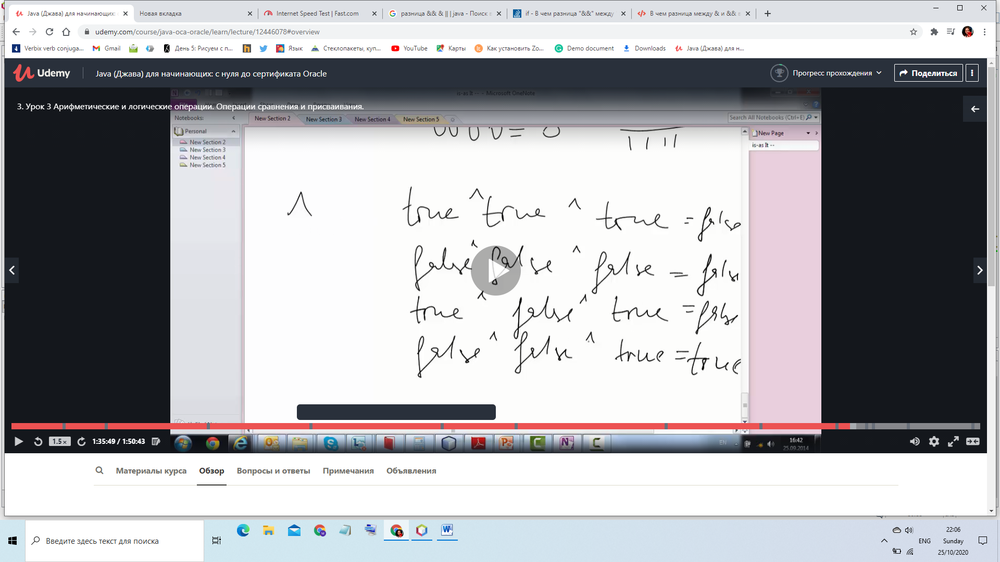 Java (Джава) для начинающих:
Новая вкладка
Internet Speed Test | Fast.com
разница && & || | java - Поиск в
if - В чем разница "&&" между
В чем разница между & и && в
udemy.com/course/java-oca-oracle/learn/lecture/12446078#overview
Verbix verb conjuga...
Gmail
День 5: Рисуем с п...
Язык
Стеклопакеты, куп...
YouTube
Карты
Как установить Zo...
Demo document
Downloads
Java (Джава) для н...
Udemy
Java (Джава) для начинающих: с нуля до сертификата Oracle
Прогресс прохождения
Поделиться
is-as It -- - Microsoft OneNote
3. Урок 3 Арифметические и логические операции. Операции сравнения и присваивания.
Notebooks:
New Section 2
New Section 3
New Section 4
New Section 5
Search All Notebooks (Ctrl+E)
Personal
New Section 2
New Section 3
New Section 4
New Section 5
New Page
is-as It --
^
true ^ true ^ true = false
false ^ false ^ false = fals
true ^ false ^ true = false
false ^ false ^ true = true
1.5x
1:35:49 / 1:50:43
EN
16:42
25.09.2014
Материалы курса
Обзор
Вопросы и ответы
Примечания
Объявления
Введите здесь текст для поиска
ENG
22:06
Sunday
25/10/2020